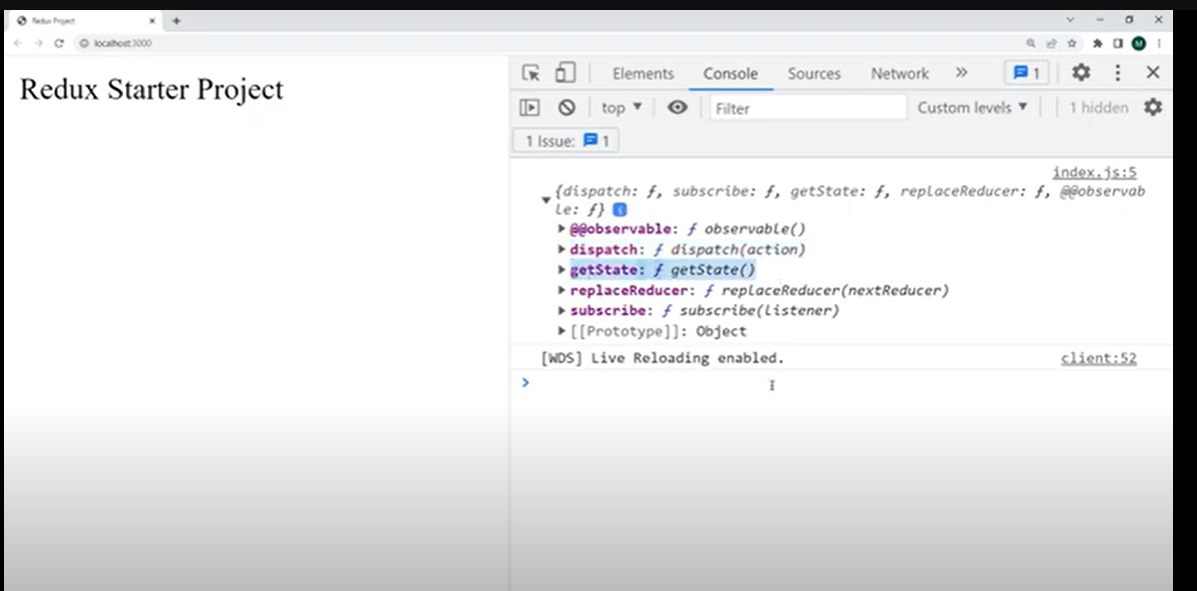 Redux Project
localhost:3000
M
Redux Starter Project
Elements Console Sources Network » 1
top Filter Custom levels 1 hidden
1 Issue: 1
index.js:5
{dispatch: ƒ, subscribe: ƒ, getState: ƒ, replaceReducer: ƒ, @@observab
le: ƒ} i
@@observable: ƒ observable()
dispatch: ƒ dispatch(action)
getState: ƒ getState()
replaceReducer: ƒ replaceReducer(nextReducer)
subscribe: ƒ subscribe(listener)
[[Prototype]]: Object
[WDS] Live Reloading enabled. client:52